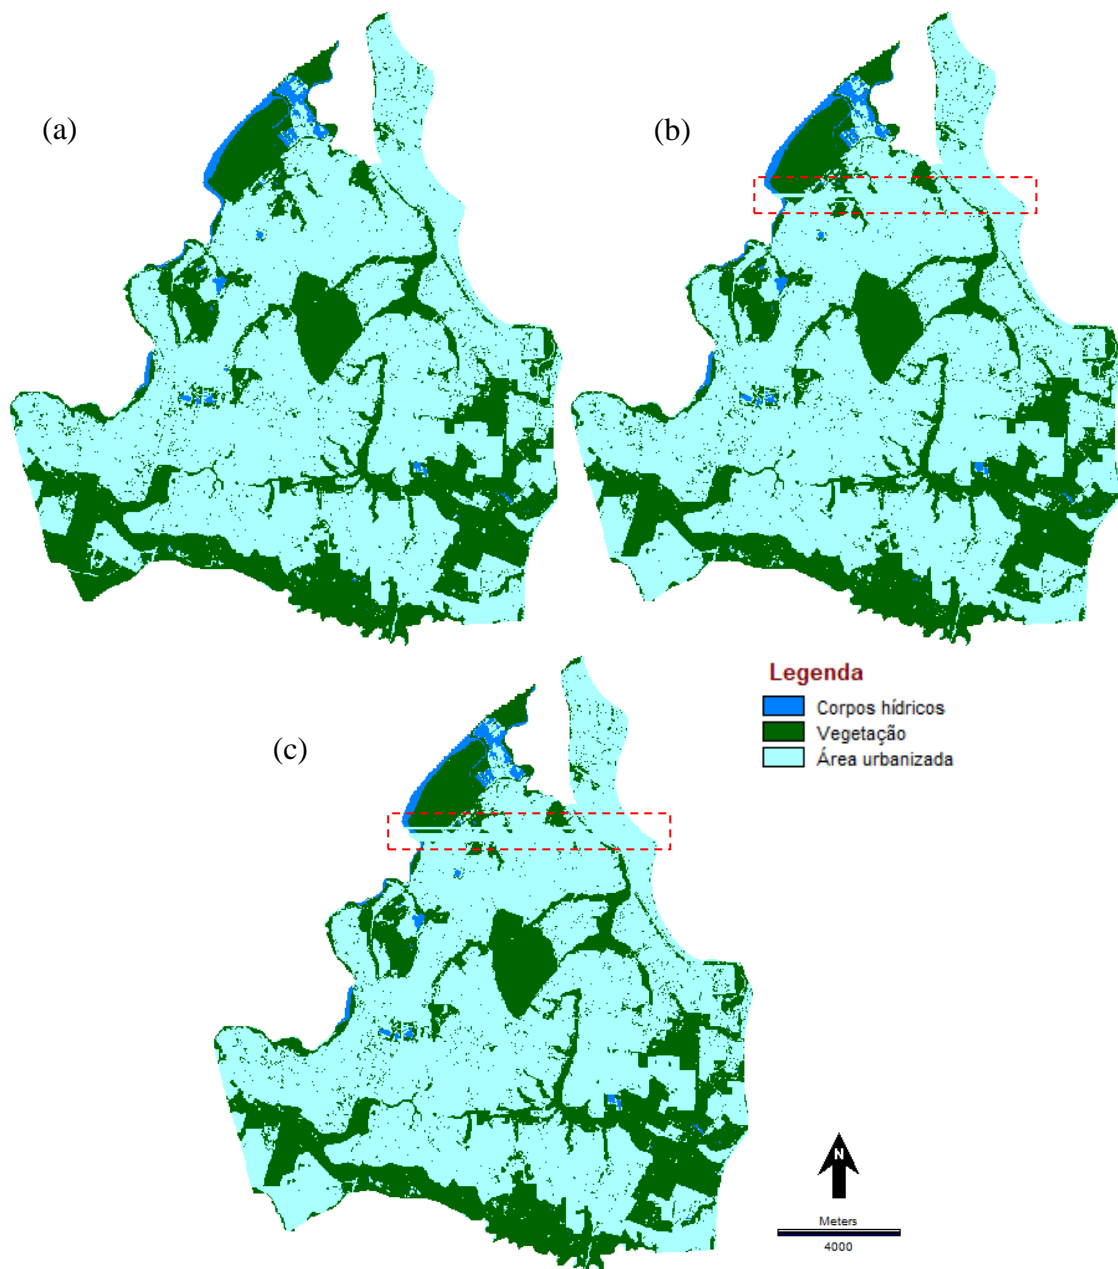 (a)
(b)
(c)
Legenda
Corpos hídricos
Vegetação
Área urbanizada
N
Meters
4000